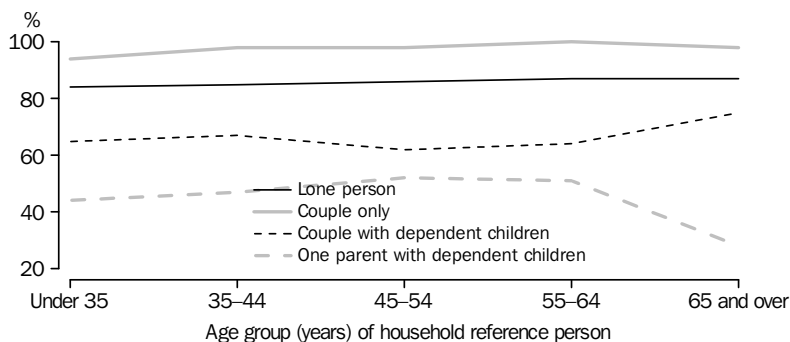 %
100
80
60
40
20
Lone person
Couple only
Couple with dependent children
One parent with dependent children
Under 35 35–44 45–54 55–64 65 and over
Age group (years) of household reference person